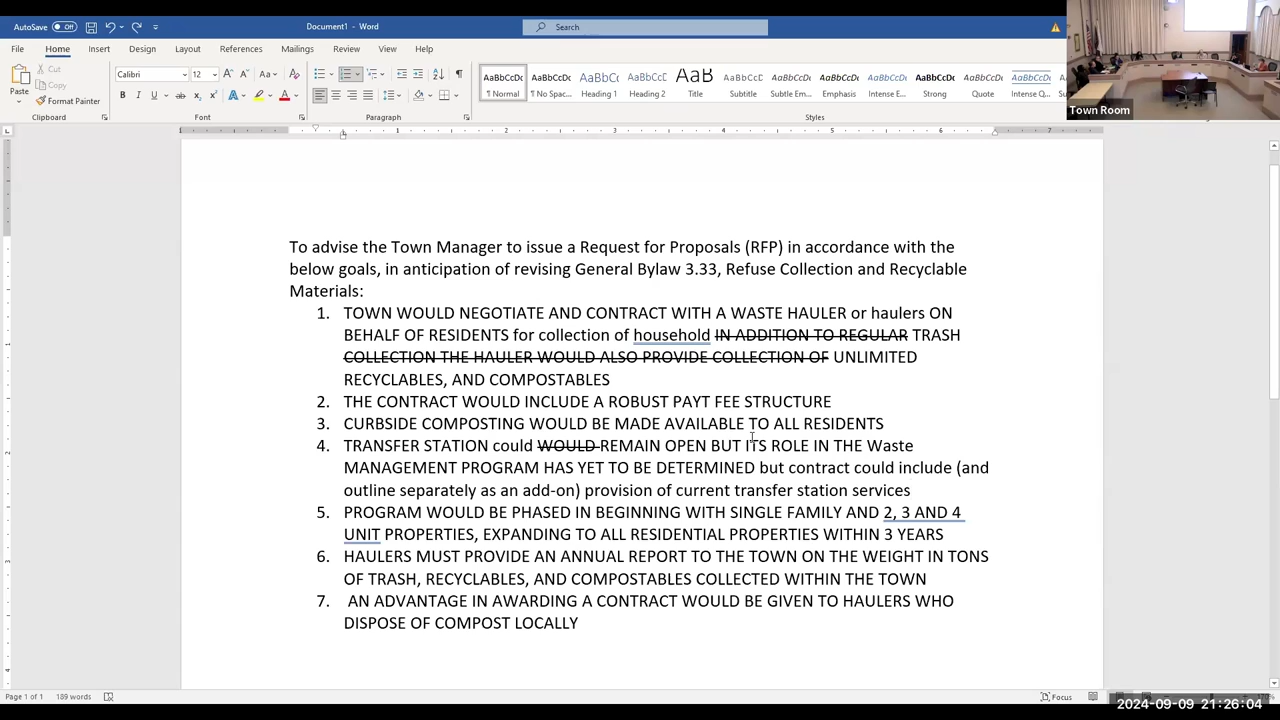 AutoSave Off
Document1 - Word
Search
File Home Insert Design Layout References Mailings Review View Help
Paste
Cut
Copy
Format Painter
Clipboard
Calibri 12
Font
Paragraph
AaBbCcDc AaBbCcDc AaBbCc AaBbCcC AaB AaBbCcC AaBbCcDc AaBbCcDc AaBbCcDc AaBbCcDc AaBbCcDc AaBbCcDc
¶ Normal ¶ No Spac... Heading 1 Heading 2 Title Subtitle Subtle Em... Emphasis Intense E... Strong Quote Intense Q...
Styles
Town Room
To advise the Town Manager to issue a Request for Proposals (RFP) in accordance with the
below goals, in anticipation of revising General Bylaw 3.33, Refuse Collection and Recyclable
Materials:
1. TOWN WOULD NEGOTIATE AND CONTRACT WITH A WASTE HAULER or haulers ON
BEHALF OF RESIDENTS for collection of household IN ADDITION TO REGULAR TRASH
COLLECTION THE HAULER WOULD ALSO PROVIDE COLLECTION OF UNLIMITED
RECYCLABLES, AND COMPOSTABLES
2. THE CONTRACT WOULD INCLUDE A ROBUST PAYT FEE STRUCTURE
3. CURBSIDE COMPOSTING WOULD BE MADE AVAILABLE TO ALL RESIDENTS
4. TRANSFER STATION could WOULD REMAIN OPEN BUT ITS ROLE IN THE Waste
MANAGEMENT PROGRAM HAS YET TO BE DETERMINED but contract could include (and
outline separately as an add-on) provision of current transfer station services
5. PROGRAM WOULD BE PHASED IN BEGINNING WITH SINGLE FAMILY AND 2, 3 AND 4
UNIT PROPERTIES, EXPANDING TO ALL RESIDENTIAL PROPERTIES WITHIN 3 YEARS
6. HAULERS MUST PROVIDE AN ANNUAL REPORT TO THE TOWN ON THE WEIGHT IN TONS
OF TRASH, RECYCLABLES, AND COMPOSTABLES COLLECTED WITHIN THE TOWN
7. AN ADVANTAGE IN AWARDING A CONTRACT WOULD BE GIVEN TO HAULERS WHO
DISPOSE OF COMPOST LOCALLY
Page 1 of 1 189 words
Focus
2024-09-09 21:26:04